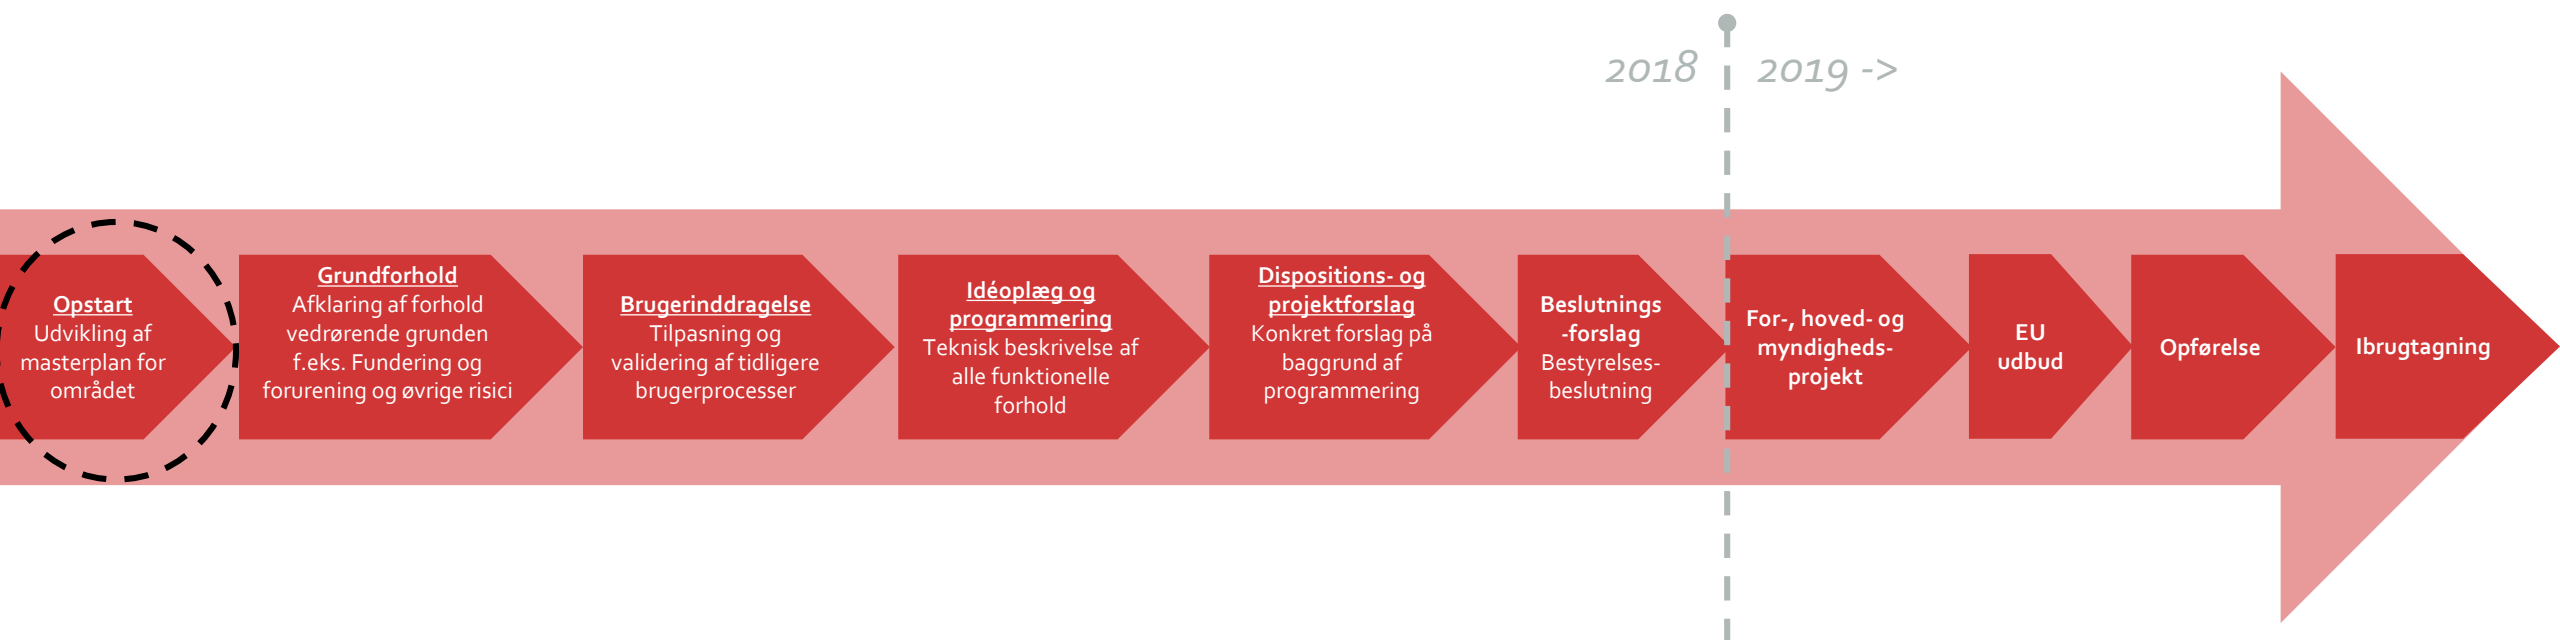 2018
2019 ->
Opstart
Udvikling af
masterplan for
området
Grundforhold
Afklaring af forhold
vedrørende grunden
f.eks. Fundering og
forurening og øvrige risici
Brugerinddragelse
Tilpasning og
validering af tidligere
brugerprocesser
Idéoplæg og
programmering
Teknisk beskrivelse af
alle funktionelle
forhold
Dispositions- og
projektforslag
Konkret forslag på
baggrund af
programmering
Beslutnings
-forslag
Bestyrelses-
beslutning
For-, hoved- og
myndigheds-
projekt
EU
udbud
Opførelse
Ibrugtagning